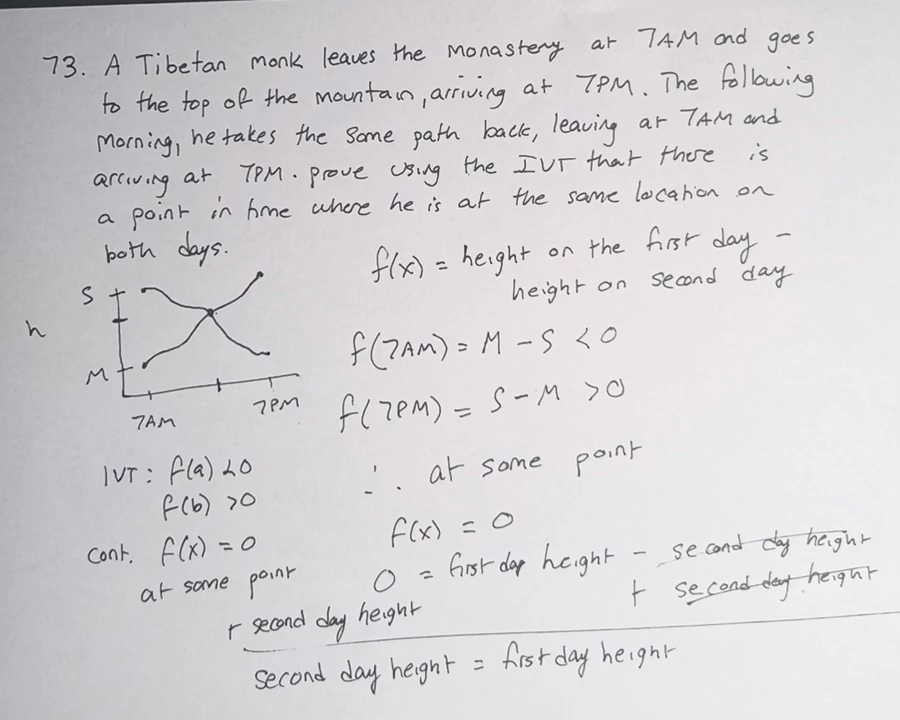 73. A Tibetan monk leaves the monastery at 7AM and goes
to the top of the mountain, arriving at 7PM. The following
morning, he takes the same path back, leaving at 7AM and
arriving at 7PM. prove using the IVT that there is
a point in time where he is at the same location on
both days.
f(x) = height on the first day -
height on second day
S
h
M
7AM
7PM
f(7AM) = M - S < 0
f(7PM) = S - M > 0
IVT: f(a) < 0
f(b) > 0
cont. f(x) = 0
at some point
∴ at some point
f(x) = 0
0 = first day height - second day height
+ second day height + second day height
second day height = first day height